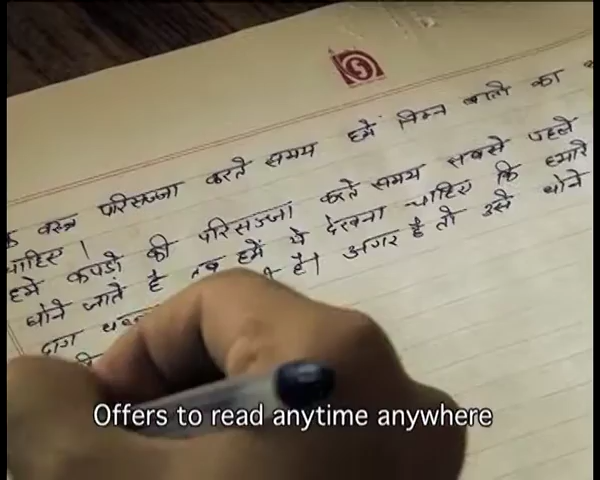 वस्त्र परिसज्जा करते समय हमें निम्न बातो का
चाहिए।
हमे कपडो की परिसज्जा करते समय सबसे पहले
धोने जाते है तब हमें ये देखना चाहिए कि हमारे
दाग है। अगर है तो उसे धोने
Offers to read anytime anywhere